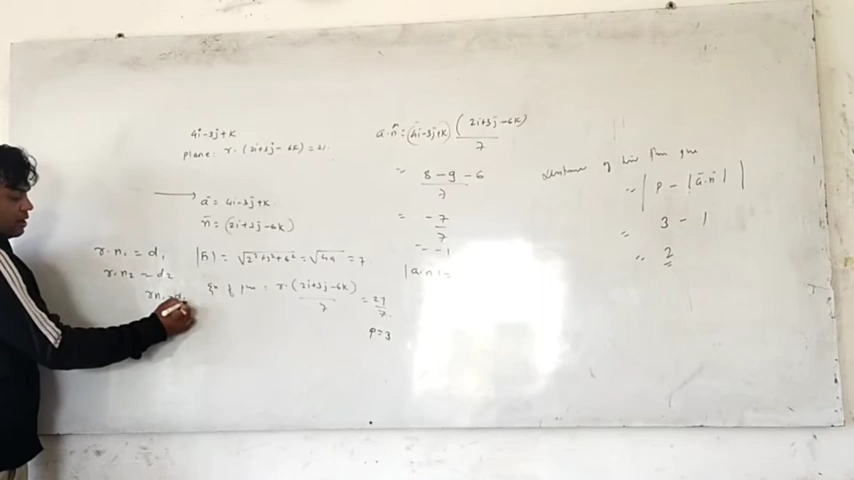 4i-3j+k
plane: r.(2i+3j-6k)=21.
ā = 4i-3j+k.
n̄ = (2i+3j-6k)
|n̄| = √2²+3²+6² = √49 = 7.
r.n₁ = d₁
r.n₂ = d₂
: r.(2i+3j-6k)/7 = 21/7.
p=3
a.n̂ = (4i-3j+k) (2i+3j-6k)/7
= 8-9-6/7
= -7/7
= -1
|a.n| =
distance of
= |p - |ā.n̄||
= 3 - 1
= 2